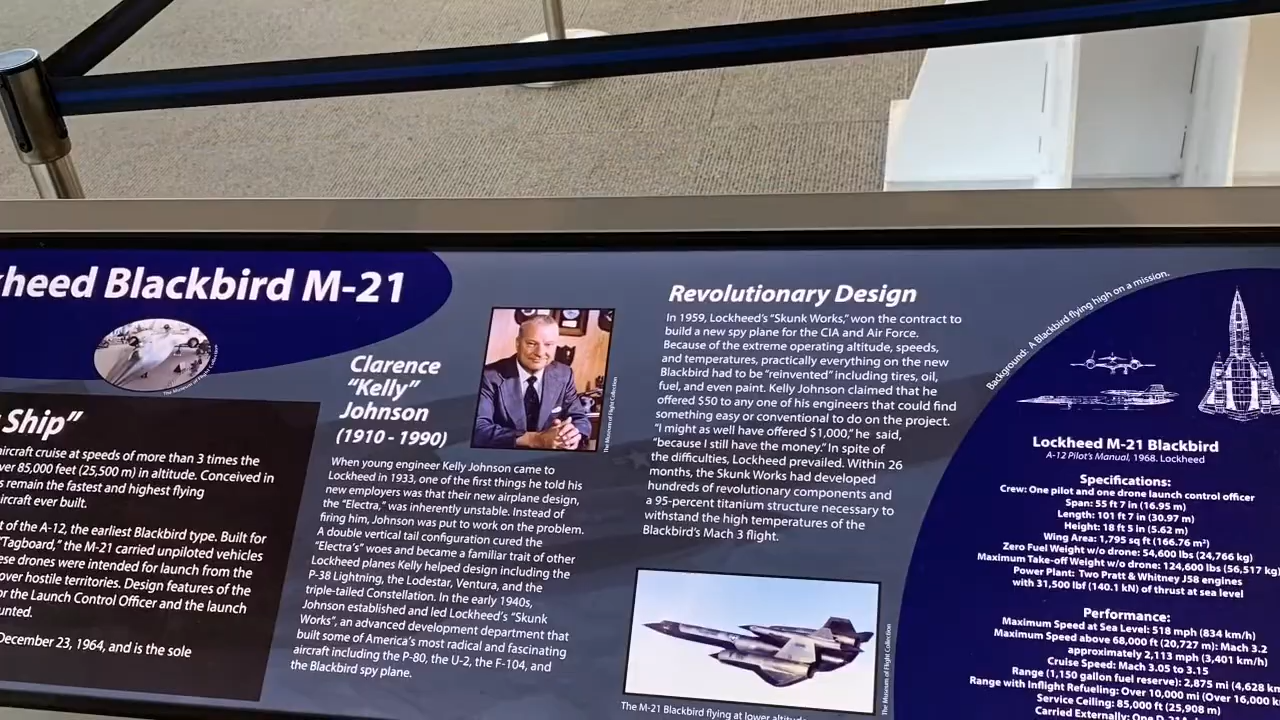 kheed Blackbird M-21
The Museum of Flight Collection
Ship”
aircraft cruise at speeds of more than 3 times the
ver 85,000 feet (25,500 m) in altitude. Conceived in
s remain the fastest and highest flying
ircraft ever built.
t of the A-12, the earliest Blackbird type. Built for
“Tagboard,” the M-21 carried unpiloted vehicles
ese drones were intended for launch from the
over hostile territories. Design features of the
or the Launch Control Officer and the launch
unted.
December 23, 1964, and is the sole
Clarence
“Kelly”
Johnson
(1910 - 1990)
The Museum of Flight Collection
When young engineer Kelly Johnson came to
Lockheed in 1933, one of the first things he told his
new employers was that their new airplane design,
the “Electra,” was inherently unstable. Instead of
firing him, Johnson was put to work on the problem.
A double vertical tail configuration cured the
“Electra’s” woes and became a familiar trait of other
Lockheed planes Kelly helped design including the
P-38 Lightning, the Lodestar, Ventura, and the
triple-tailed Constellation. In the early 1940s,
Johnson established and led Lockheed’s “Skunk
Works”, an advanced development department that
built some of America’s most radical and fascinating
aircraft including the P-80, the U-2, the F-104, and
the Blackbird spy plane.
Revolutionary Design
In 1959, Lockheed’s “Skunk Works,” won the contract to
build a new spy plane for the CIA and Air Force.
Because of the extreme operating altitude, speeds,
and temperatures, practically everything on the new
Blackbird had to be “reinvented” including tires, oil,
fuel, and even paint. Kelly Johnson claimed that he
offered $50 to any one of his engineers that could find
something easy or conventional to do on the project.
“I might as well have offered $1,000,” he said,
“because I still have the money.” In spite of
the difficulties, Lockheed prevailed. Within 26
months, the Skunk Works had developed
hundreds of revolutionary components and
a 95-percent titanium structure necessary to
withstand the high temperatures of the
Blackbird’s Mach 3 flight.
The Museum of Flight Collection
The M-21 Blackbird flying at lower altitude
Background: A Blackbird flying high on a mission.
Lockheed M-21 Blackbird
A-12 Pilot’s Manual, 1968. Lockheed
Specifications:
Crew: One pilot and one drone launch control officer
Span: 55 ft 7 in (16.95 m)
Length: 101 ft 7 in (30.97 m)
Height: 18 ft 5 in (5.62 m)
Wing Area: 1,795 sq ft (166.76 m²)
Zero Fuel Weight w/o drone: 54,600 lbs (24,766 kg)
Maximum Take-off Weight w/o drone: 124,600 lbs (56,517 kg)
Power Plant: Two Pratt & Whitney J58 engines
with 31,500 lbf (140.1 kN) of thrust at sea level
Performance:
Maximum Speed at Sea Level: 518 mph (834 km/h)
Maximum Speed above 68,000 ft (20,727 m): Mach 3.2
approximately 2,113 mph (3,401 km/h)
Cruise Speed: Mach 3.05 to 3.15
Range (1,150 gallon fuel reserve): 2,875 mi (4,628 km
Range with Inflight Refueling: Over 10,000 mi (Over 16,000 k
Service Ceiling: 85,000 ft (25,908 m)
Carried Externally: One